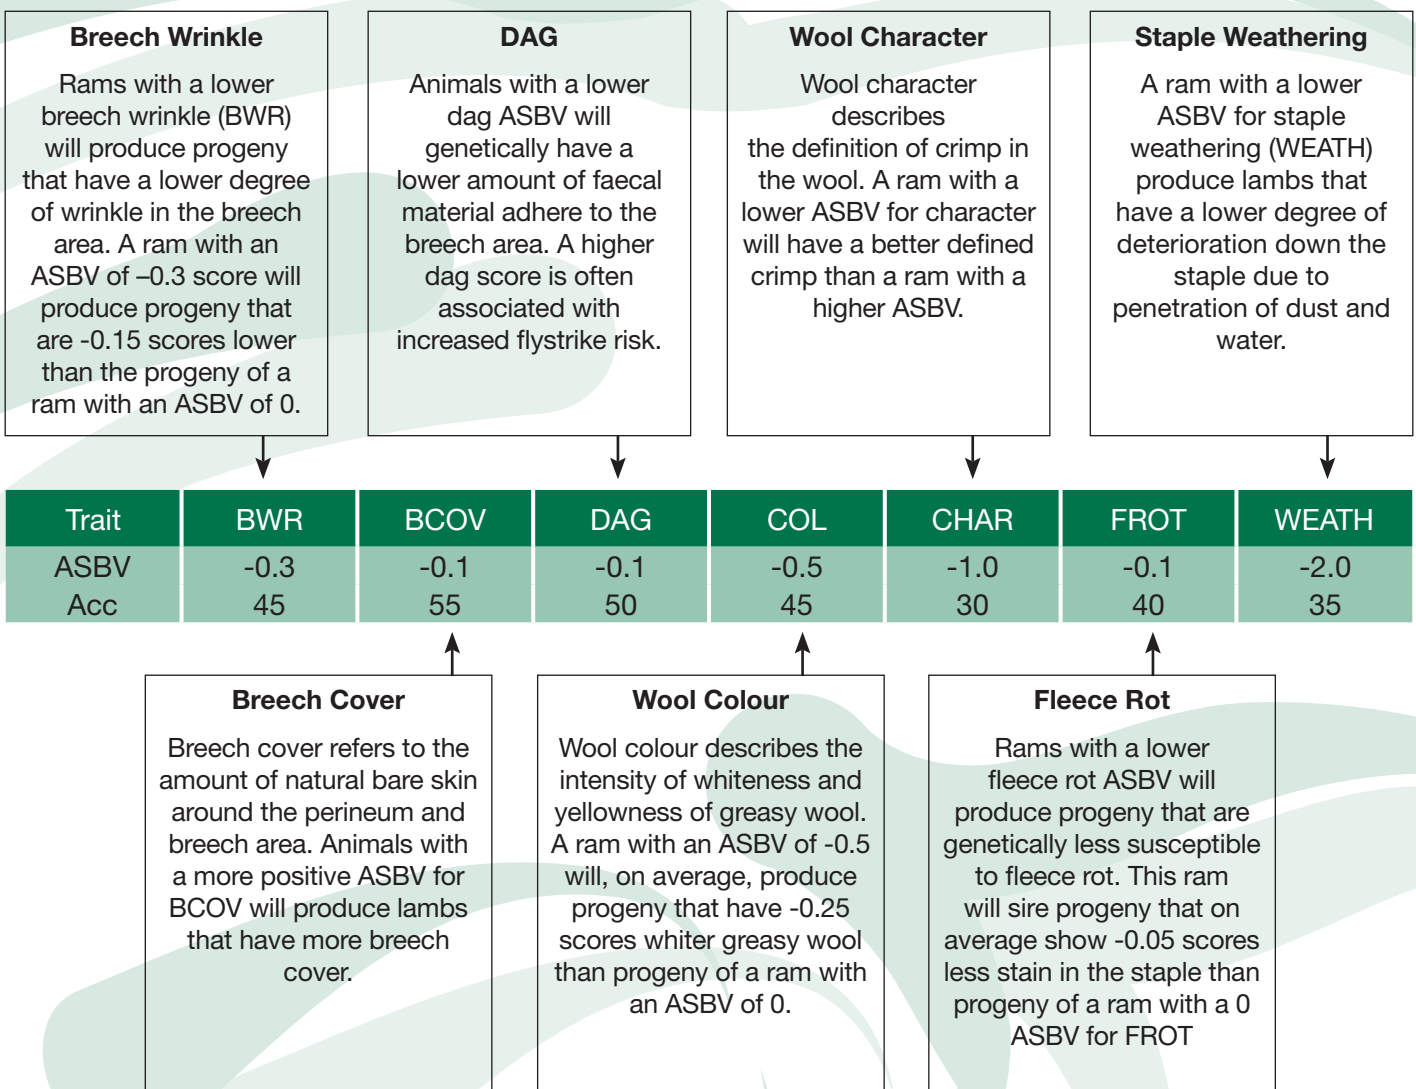 Breech Wrinkle
Rams with a lower
breech wrinkle (BWR)
will produce progeny
that have a lower degree
of wrinkle in the breech
area. A ram with an
ASBV of –0.3 score will
produce progeny that
are -0.15 scores lower
than the progeny of a
ram with an ASBV of 0.
DAG
Animals with a lower
dag ASBV will
genetically have a
lower amount of faecal
material adhere to the
breech area. A higher
dag score is often
associated with
increased flystrike risk.
Wool Character
Wool character
describes
the definition of crimp in
the wool. A ram with a
lower ASBV for character
will have a better defined
crimp than a ram with a
higher ASBV.
Staple Weathering
A ram with a lower
ASBV for staple
weathering (WEATH)
produce lambs that
have a lower degree of
deterioration down the
staple due to
penetration of dust and
water.
Trait BWR BCOV DAG COL CHAR FROT WEATH
ASBV -0.3 -0.1 -0.1 -0.5 -1.0 -0.1 -2.0
Acc 45 55 50 45 30 40 35
Breech Cover
Breech cover refers to the
amount of natural bare skin
around the perineum and
breech area. Animals with
a more positive ASBV for
BCOV will produce lambs
that have more breech
cover.
Wool Colour
Wool colour describes the
intensity of whiteness and
yellowness of greasy wool.
A ram with an ASBV of -0.5
will, on average, produce
progeny that have -0.25
scores whiter greasy wool
than progeny of a ram with
an ASBV of 0.
Fleece Rot
Rams with a lower
fleece rot ASBV will
produce progeny that are
genetically less susceptible
to fleece rot. This ram
will sire progeny that on
average show -0.05 scores
less stain in the staple than
progeny of a ram with a 0
ASBV for FROT